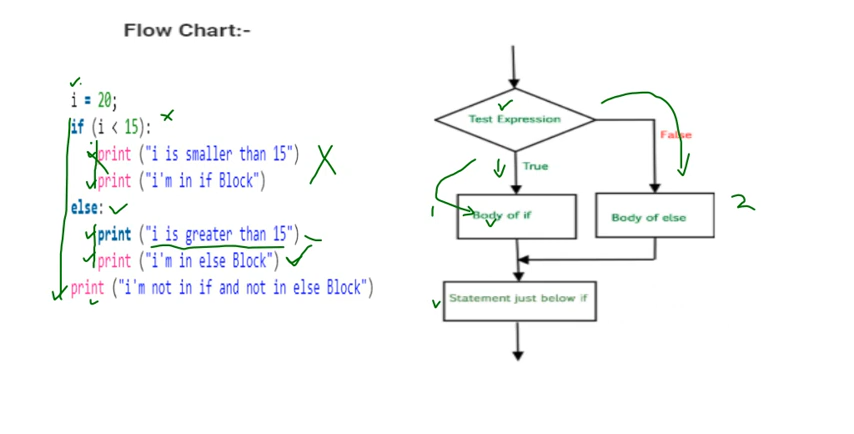 Flow Chart:-
i = 20;
if (i < 15):
print ("i is smaller than 15")
print ("i'm in if Block")
else:
print ("i is greater than 15")
print ("i'm in else Block")
print ("i'm not in if and not in else Block")
Test Expression
False
True
1
Body of if
Body of else
2
Statement just below if